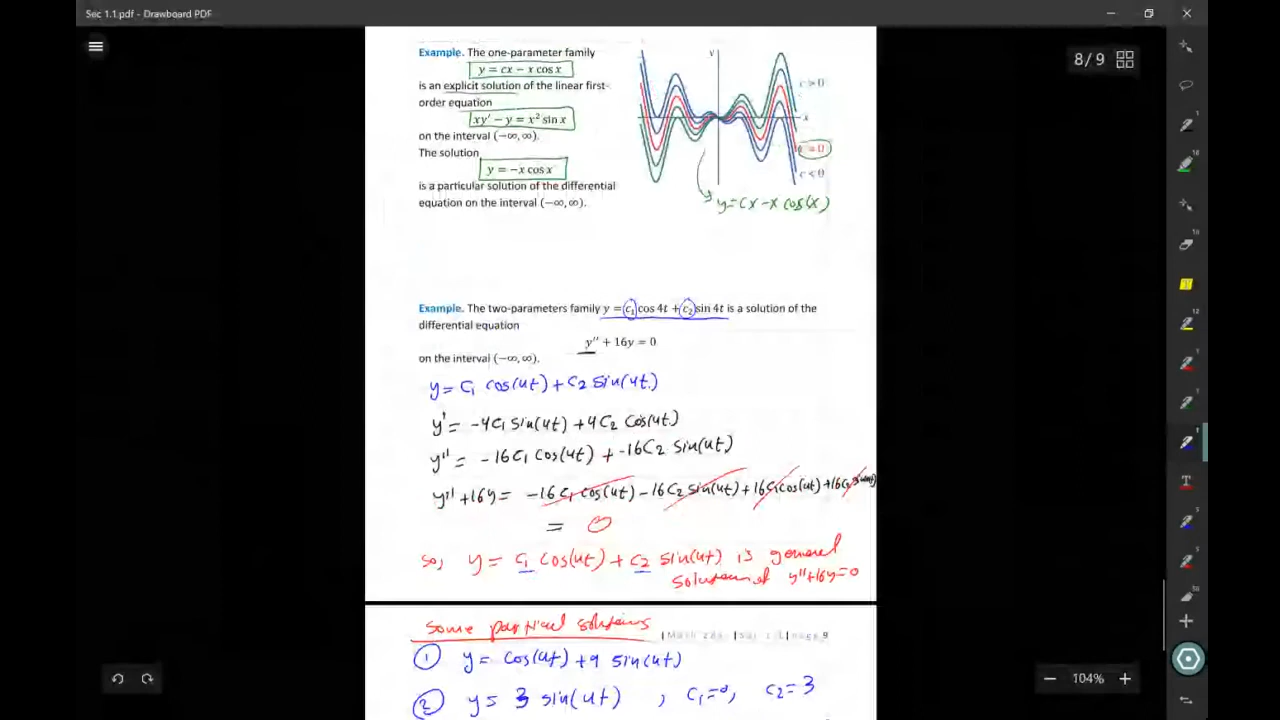 Sec 1.1.pdf - Drawboard PDF
8/9
Example. The one-parameter family
y = cx − x cos x
is an explicit solution of the linear first-
order equation
xy′ − y = x² sin x
on the interval (−∞, ∞).
The solution
y = −x cos x
is a particular solution of the differential
equation on the interval (−∞, ∞).
y
c > 0
x
c = 0
c < 0
y = cx − x cos(x)
Example. The two-parameters family y = c₁ cos 4t + c₂ sin 4t is a solution of the
differential equation
y″ + 16y = 0
on the interval (−∞, ∞).
y = c₁ cos(4t) + c₂ sin(4t)
y′ = −4c₁ sin(4t) + 4c₂ cos(4t)
y″ = −16c₁ cos(4t) + −16c₂ sin(4t)
y″ + 16y = −16c₁ cos(4t) − 16c₂ sin(4t) + 16c₁ cos(4t) + 16c₂ sin(4t)
= 0
so, y = c₁ cos(4t) + c₂ sin(4t) is general
solution of y″ + 16y = 0
some partical solutions
① y = cos(4t) + 9 sin(4t)
② y = 3 sin(4t) , c₁ = 0, c₂ = 3
104%